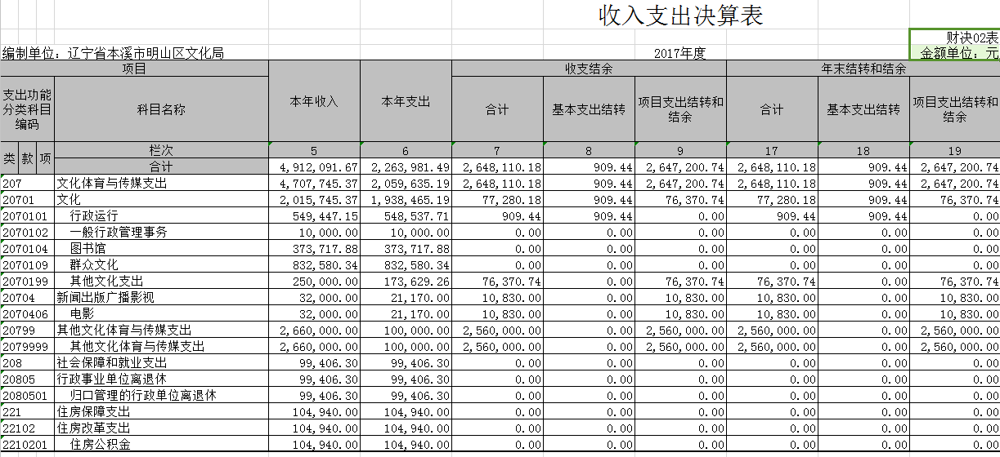 收入支出决算表
财决02表
编制单位：辽宁省本溪市明山区文化局 2017年度 金额单位：元
项目 本年收入 本年支出 收支结余 年末结转和结余
支出功能分类科目编码 科目名称 合计 基本支出结转 项目支出结转和结余 合计 基本支出结转 项目支出结转和结余
类 款 项 栏次 5 6 7 8 9 17 18 19
合计 4,912,091.67 2,263,981.49 2,648,110.18 909.44 2,647,200.74 2,648,110.18 909.44 2,647,200.74
207 文化体育与传媒支出 4,707,745.37 2,059,635.19 2,648,110.18 909.44 2,647,200.74 2,648,110.18 909.44 2,647,200.74
20701 文化 2,015,745.37 1,938,465.19 77,280.18 909.44 76,370.74 77,280.18 909.44 76,370.74
2070101 行政运行 549,447.15 548,537.71 909.44 909.44 0.00 909.44 909.44 0.00
2070102 一般行政管理事务 10,000.00 10,000.00 0.00 0.00 0.00 0.00 0.00 0.00
2070104 图书馆 373,717.88 373,717.88 0.00 0.00 0.00 0.00 0.00 0.00
2070109 群众文化 832,580.34 832,580.34 0.00 0.00 0.00 0.00 0.00 0.00
2070199 其他文化支出 250,000.00 173,629.26 76,370.74 0.00 76,370.74 76,370.74 0.00 76,370.74
20704 新闻出版广播影视 32,000.00 21,170.00 10,830.00 0.00 10,830.00 10,830.00 0.00 10,830.00
2070406 电影 32,000.00 21,170.00 10,830.00 0.00 10,830.00 10,830.00 0.00 10,830.00
20799 其他文化体育与传媒支出 2,660,000.00 100,000.00 2,560,000.00 0.00 2,560,000.00 2,560,000.00 0.00 2,560,000.00
2079999 其他文化体育与传媒支出 2,660,000.00 100,000.00 2,560,000.00 0.00 2,560,000.00 2,560,000.00 0.00 2,560,000.00
208 社会保障和就业支出 99,406.30 99,406.30 0.00 0.00 0.00 0.00 0.00 0.00
20805 行政事业单位离退休 99,406.30 99,406.30 0.00 0.00 0.00 0.00 0.00 0.00
2080501 归口管理的行政单位离退休 99,406.30 99,406.30 0.00 0.00 0.00 0.00 0.00 0.00
221 住房保障支出 104,940.00 104,940.00 0.00 0.00 0.00 0.00 0.00 0.00
22102 住房改革支出 104,940.00 104,940.00 0.00 0.00 0.00 0.00 0.00 0.00
2210201 住房公积金 104,940.00 104,940.00 0.00 0.00 0.00 0.00 0.00 0.00